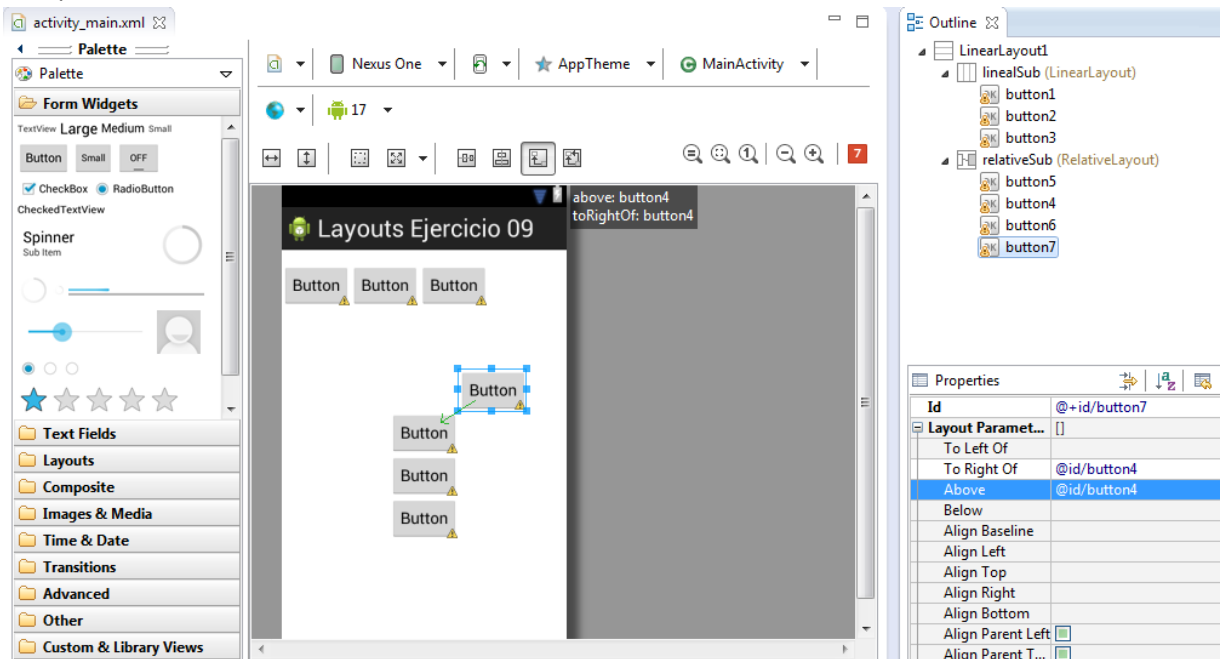 activity_main.xml
Palette
Palette
Form Widgets
TextView Large Medium Small
Button Small OFF
CheckBox RadioButton
CheckedTextView
Spinner
Sub Item
Text Fields
Layouts
Composite
Images & Media
Time & Date
Transitions
Advanced
Other
Custom & Library Views
Nexus One AppTheme MainActivity
17
7
above: button4
toRightOf: button4
Layouts Ejercicio 09
Button Button Button
Button
Button
Button
Button
Outline
LinearLayout1
linealSub (LinearLayout)
button1
button2
button3
relativeSub (RelativeLayout)
button5
button4
button6
button7
Properties
Id @+id/button7
Layout Paramet... []
To Left Of
To Right Of @id/button4
Above @id/button4
Below
Align Baseline
Align Left
Align Top
Align Right
Align Bottom
Align Parent Left
Align Parent T...